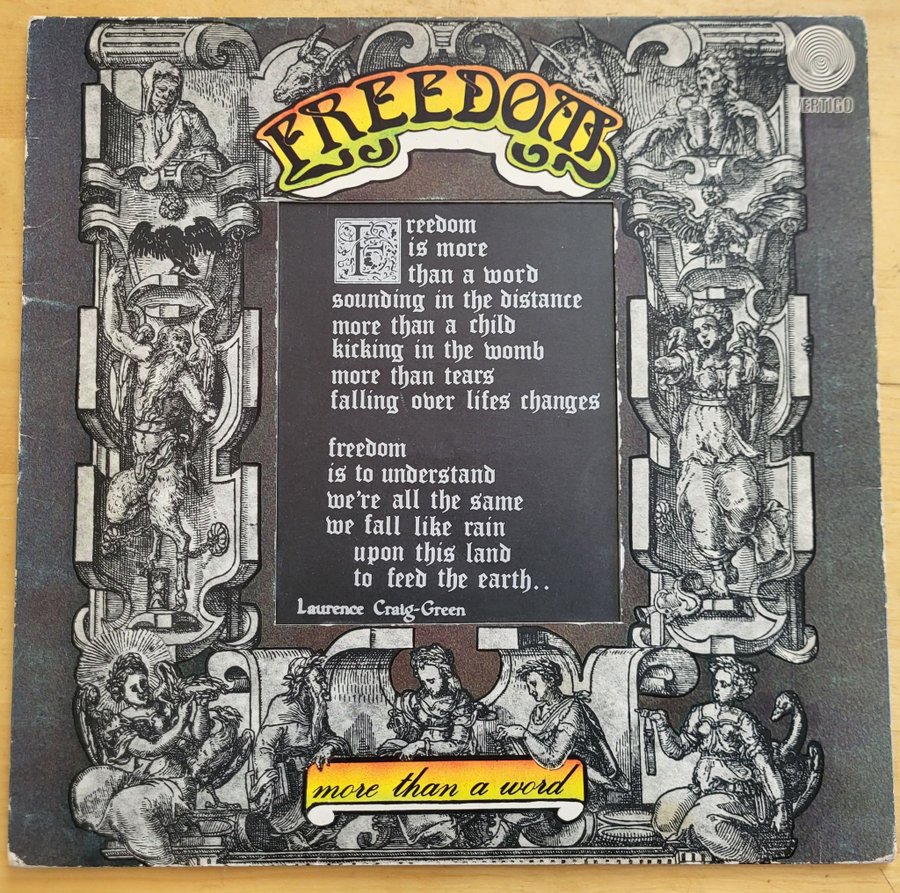 VERTIGO
FREEDOM
Freedom
is more
than a word
sounding in the distance
more than a child
kicking in the womb
more than tears
falling over lifes changes
freedom
is to understand
we're all the same
we fall like rain
upon this land
to feed the earth..
Laurence Craig-Green
more than a word